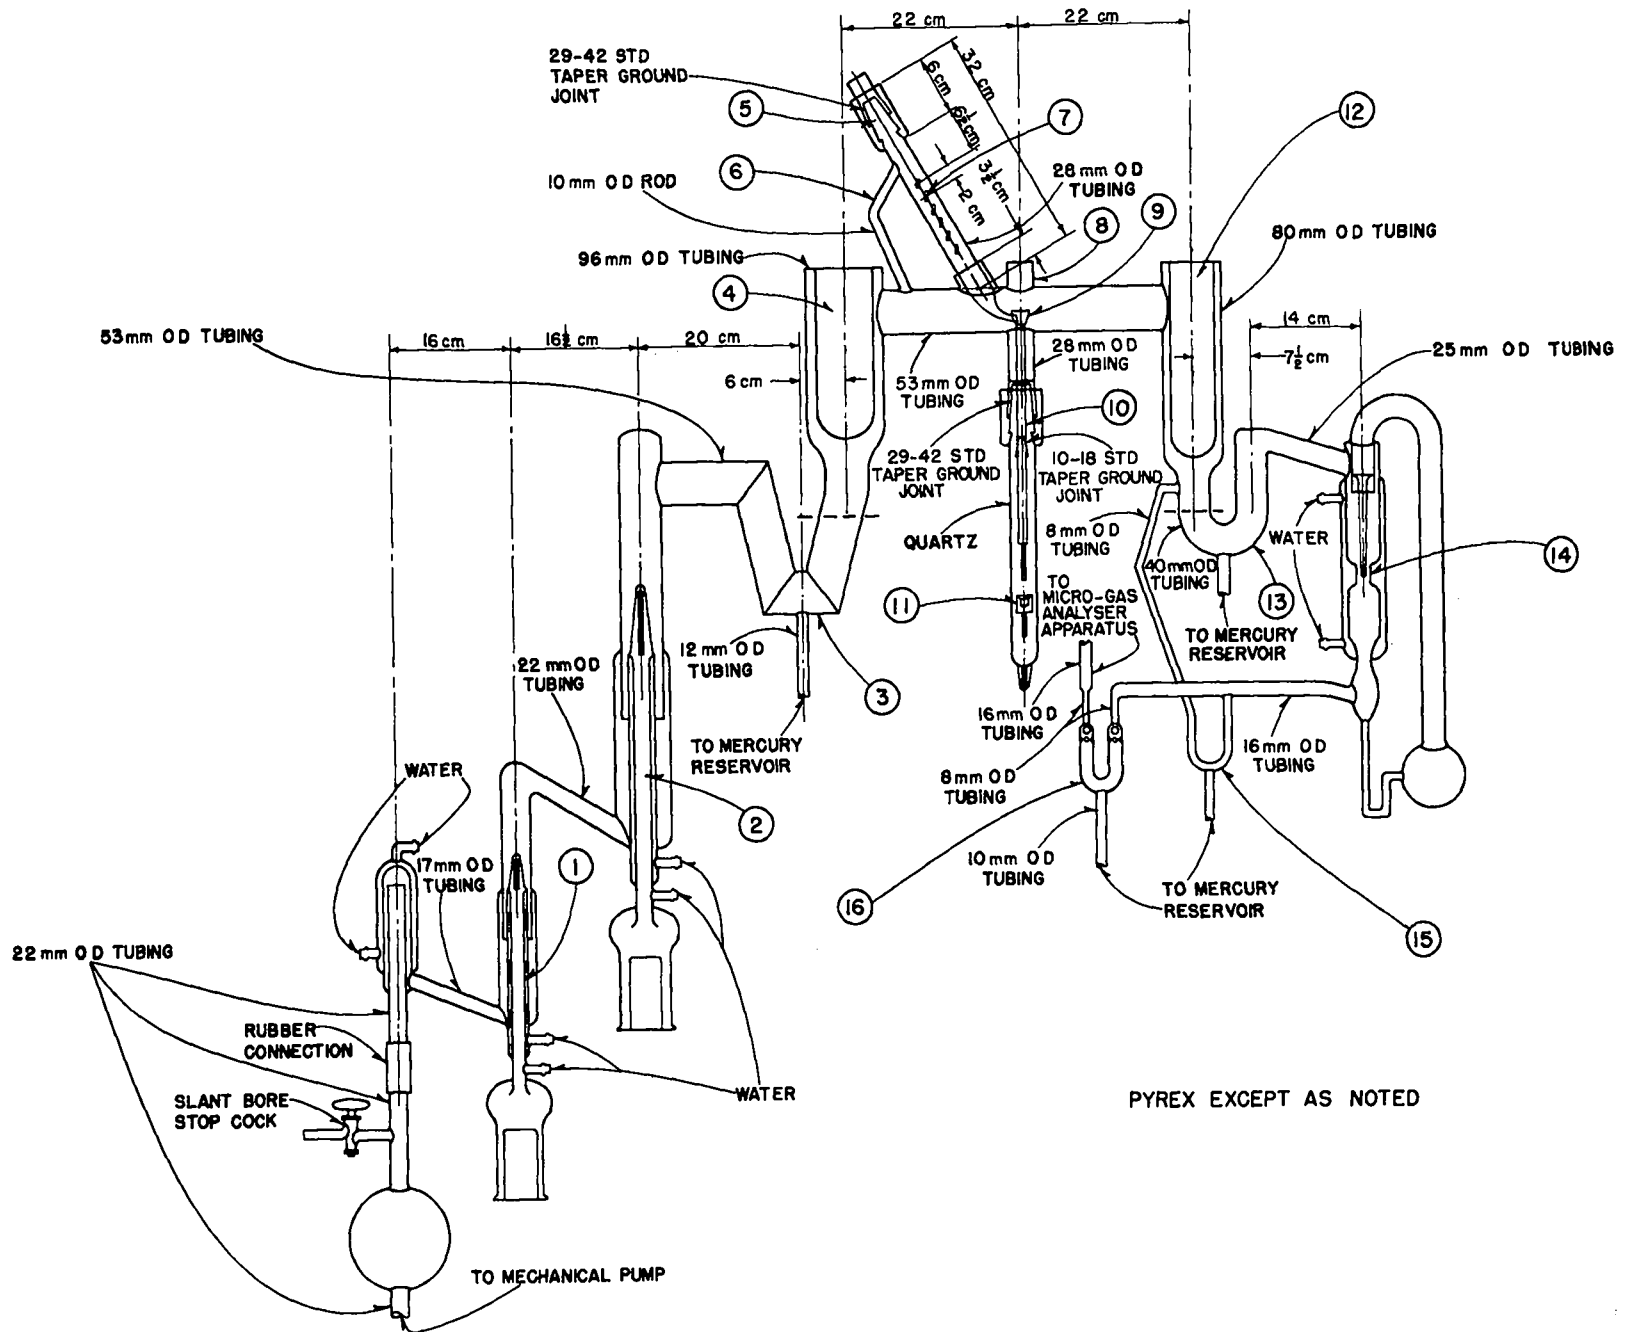 22 cm
22 cm
29-42 STD
TAPER GROUND
JOINT
5
32 cm
6 cm
6½ cm
7
12
6
10 mm OD ROD
3½ cm
2 cm
28 mm OD
TUBING
8
9
80 mm OD TUBING
96 mm OD TUBING
4
53 mm OD TUBING
16 cm
16½ cm
20 cm
14 cm
7½ cm
25 mm OD TUBING
6 cm
28 mm OD
TUBING
53 mm OD
TUBING
10
29-42 STD
TAPER GROUND
JOINT
10-18 STD
TAPER GROUND
JOINT
QUARTZ
8 mm OD
TUBING
WATER
14
40 mm OD
TUBING
13
11
TO
MICRO-GAS
ANALYSER
APPARATUS
TO MERCURY
RESERVOIR
12 mm OD
TUBING
22 mm OD
TUBING
3
16 mm OD
TUBING
TO MERCURY
RESERVOIR
16 mm OD
TUBING
WATER
8 mm OD
TUBING
2
17 mm OD
TUBING
1
10 mm OD
TUBING
TO MERCURY
RESERVOIR
16
15
22 mm OD TUBING
RUBBER
CONNECTION
SLANT BORE
STOP COCK
WATER
PYREX EXCEPT AS NOTED
TO MECHANICAL PUMP